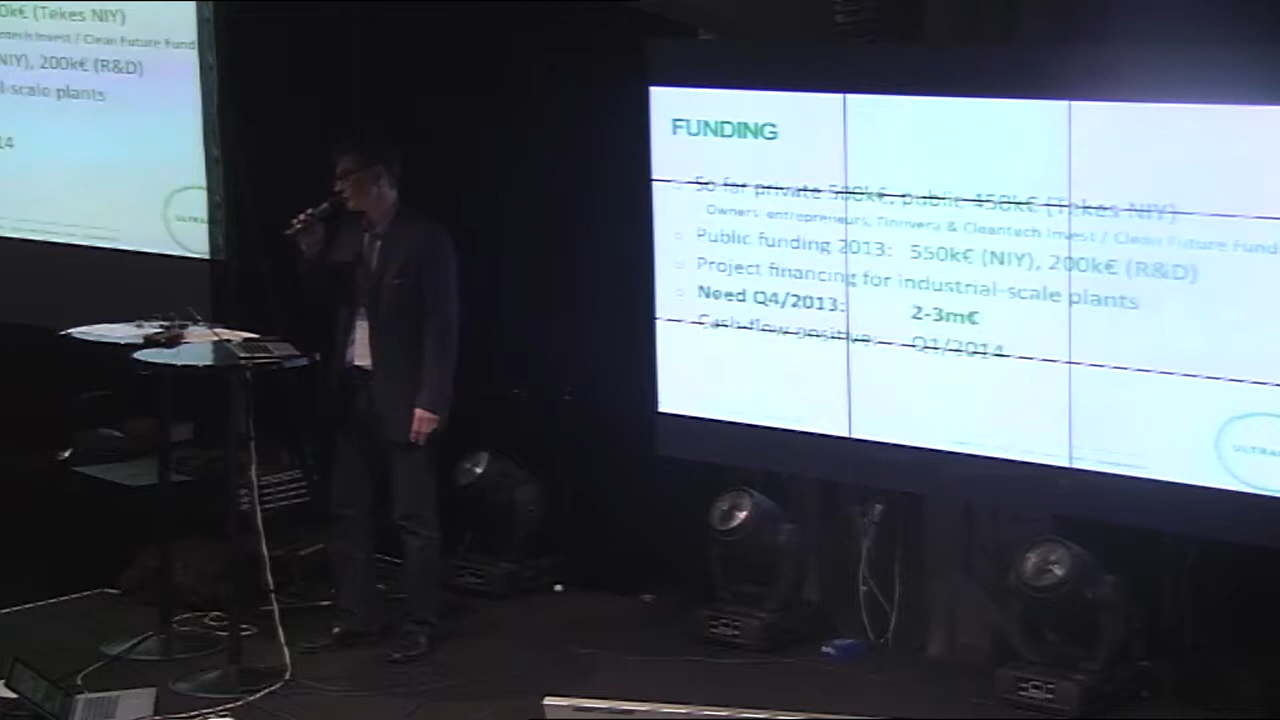 0k€ (Tekes NIY)
ntech Invest / Clean Future Fund
NIY), 200k€ (R&D)
l-scale plants
14
ULTRA
FUNDING
So far private 500k€, public 450k€ (Tekes NIY)
Owners: entrepreneurs, & Cleantech Invest / Clean Future Fund
Public funding 2013: 550k€ (NIY), 200k€ (R&D)
Project financing for industrial-scale plants
Need Q4/2013: 2-3m€
Cash flow positive: Q1/2014
ULTRA